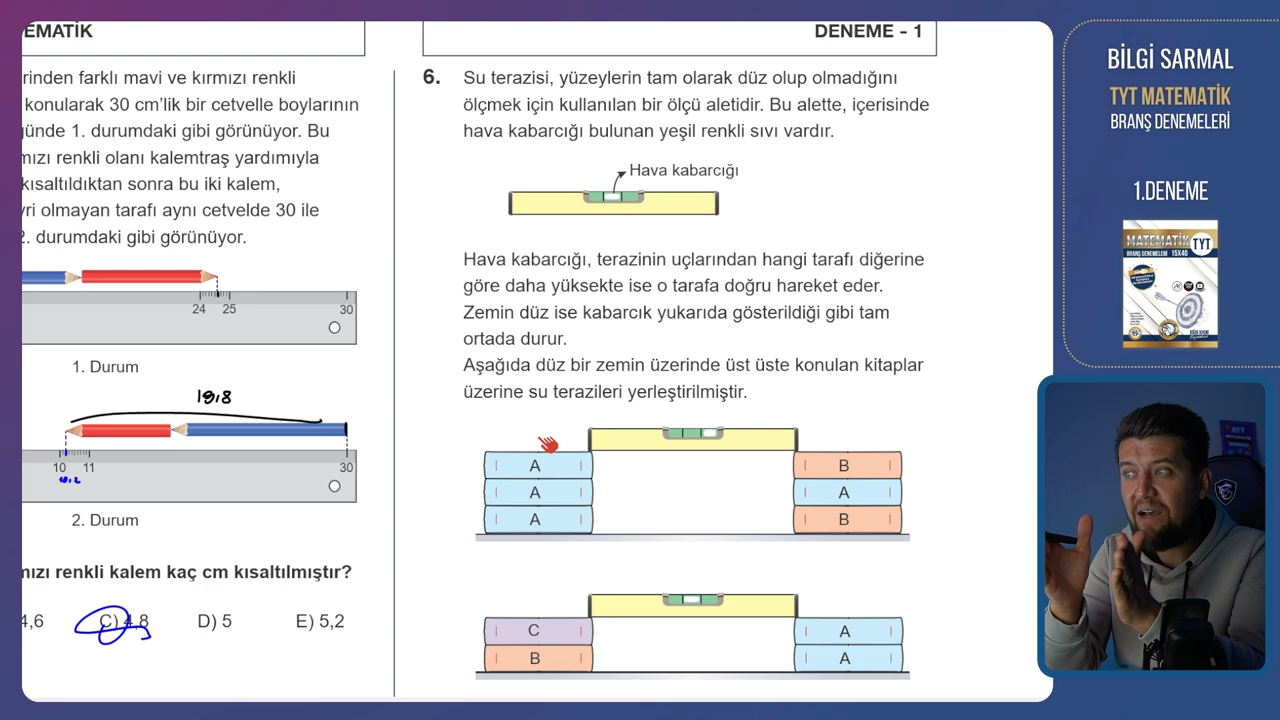 EMATİK
rinden farklı mavi ve kırmızı renkli
konularak 30 cm'lik bir cetvelle boylarının
ünde 1. durumdaki gibi görünüyor. Bu
mızı renkli olanı kalemtraş yardımıyla
kısaltıldıktan sonra bu iki kalem,
vri olmayan tarafı aynı cetvelde 30 ile
2. durumdaki gibi görünüyor.
24 25 30
1. Durum
19,8
10 11 30
10,2
2. Durum
mızı renkli kalem kaç cm kısaltılmıştır?
4,6 C) 4,8 D) 5 E) 5,2
DENEME - 1
6. Su terazisi, yüzeylerin tam olarak düz olup olmadığını
ölçmek için kullanılan bir ölçü aletidir. Bu alette, içerisinde
hava kabarcığı bulunan yeşil renkli sıvı vardır.
Hava kabarcığı
Hava kabarcığı, terazinin uçlarından hangi tarafı diğerine
göre daha yüksekte ise o tarafa doğru hareket eder.
Zemin düz ise kabarcık yukarıda gösterildiği gibi tam
ortada durur.
Aşağıda düz bir zemin üzerinde üst üste konulan kitaplar
üzerine su terazileri yerleştirilmiştir.
A B
A A
A B
C A
B A
BİLGİ SARMAL
TYT MATEMATİK
BRANŞ DENEMELERİ
1.DENEME
MATEMATİK TYT
BRANŞ DENEMELERİ 15X40